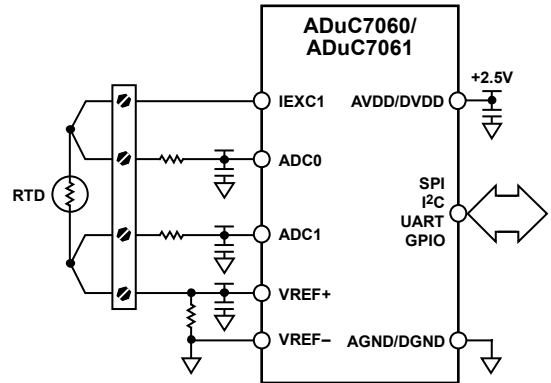 ADuC7060/
ADuC7061
+2.5V
IEXC1
AVDD/DVDD
ADC0
RTD
SPI
I²C
UART
GPIO
ADC1
VREF+
VREF–
AGND/DGND